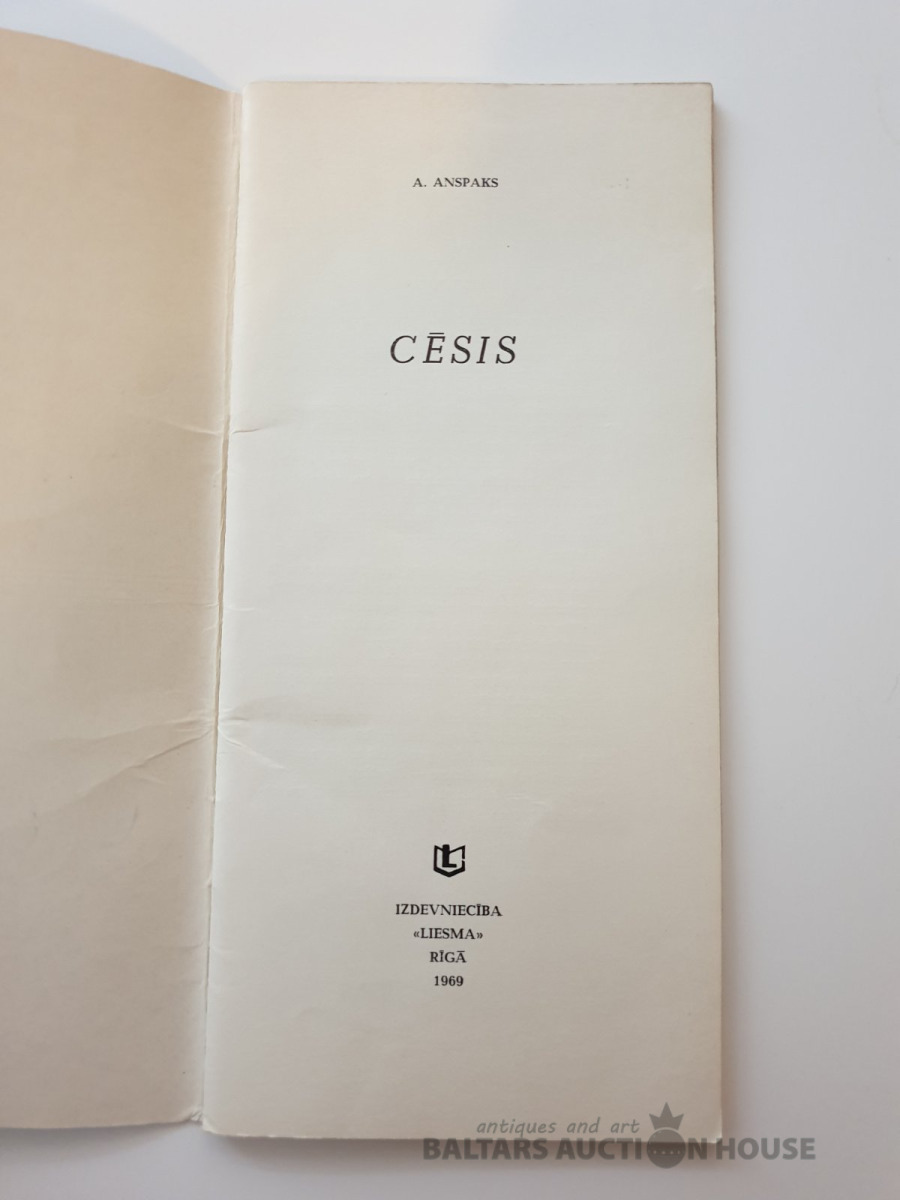 A. ANSPAKS
CĒSIS
L
IZDEVNIECĪBA
«LIESMA»
RĪGĀ
1969
antiques and art
BALTARS AUCTION HOUSE